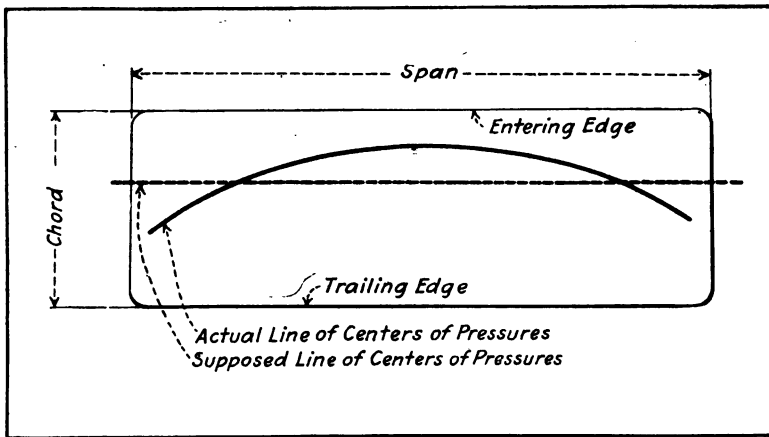 Span
Entering Edge
Chord
Trailing Edge
Actual Line of Centers of Pressures
Supposed Line of Centers of Pressures